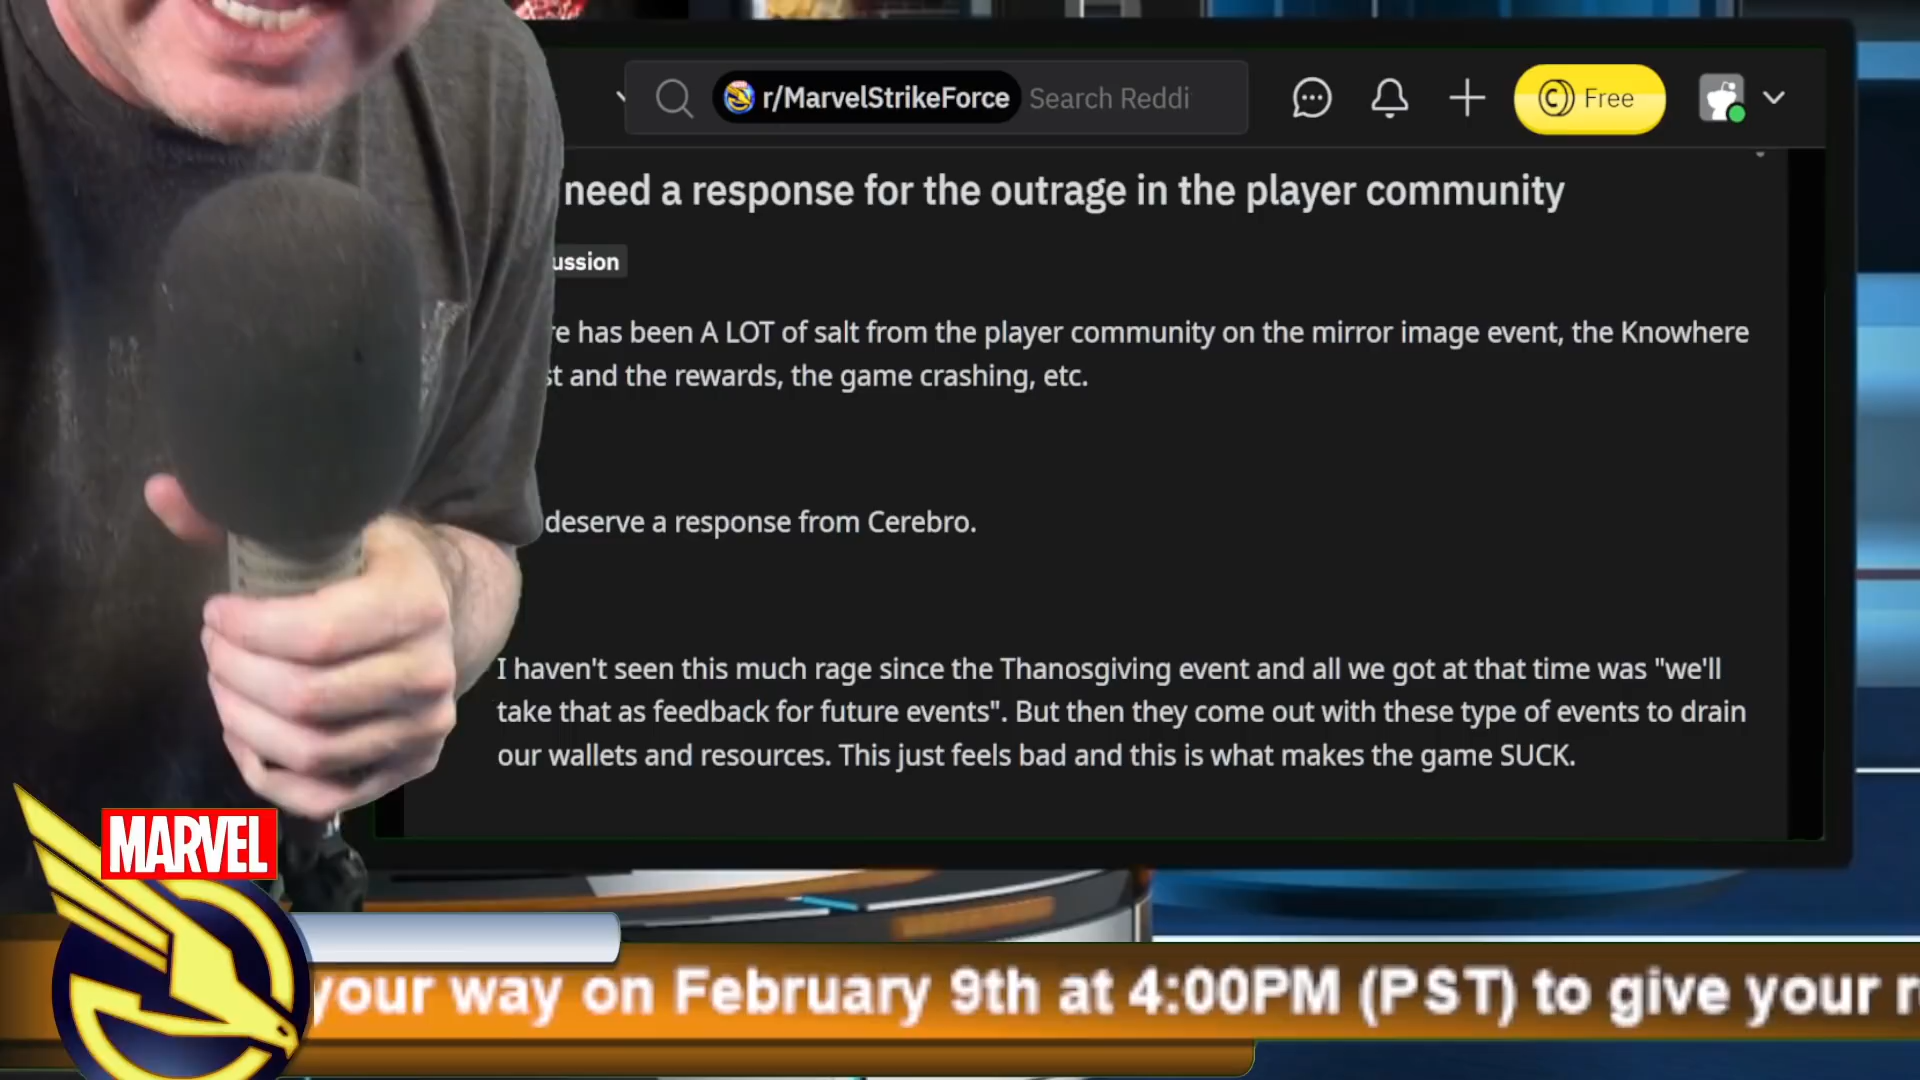 r/MarvelStrikeForce Search Reddi
Free
need a response for the outrage in the player community
ussion
re has been A LOT of salt from the player community on the mirror image event, the Knowhere
st and the rewards, the game crashing, etc.
deserve a response from Cerebro.
I haven't seen this much rage since the Thanosgiving event and all we got at that time was "we'll
take that as feedback for future events". But then they come out with these type of events to drain
our wallets and resources. This just feels bad and this is what makes the game SUCK.
MARVEL
your way on February 9th at 4:00PM (PST) to give your r